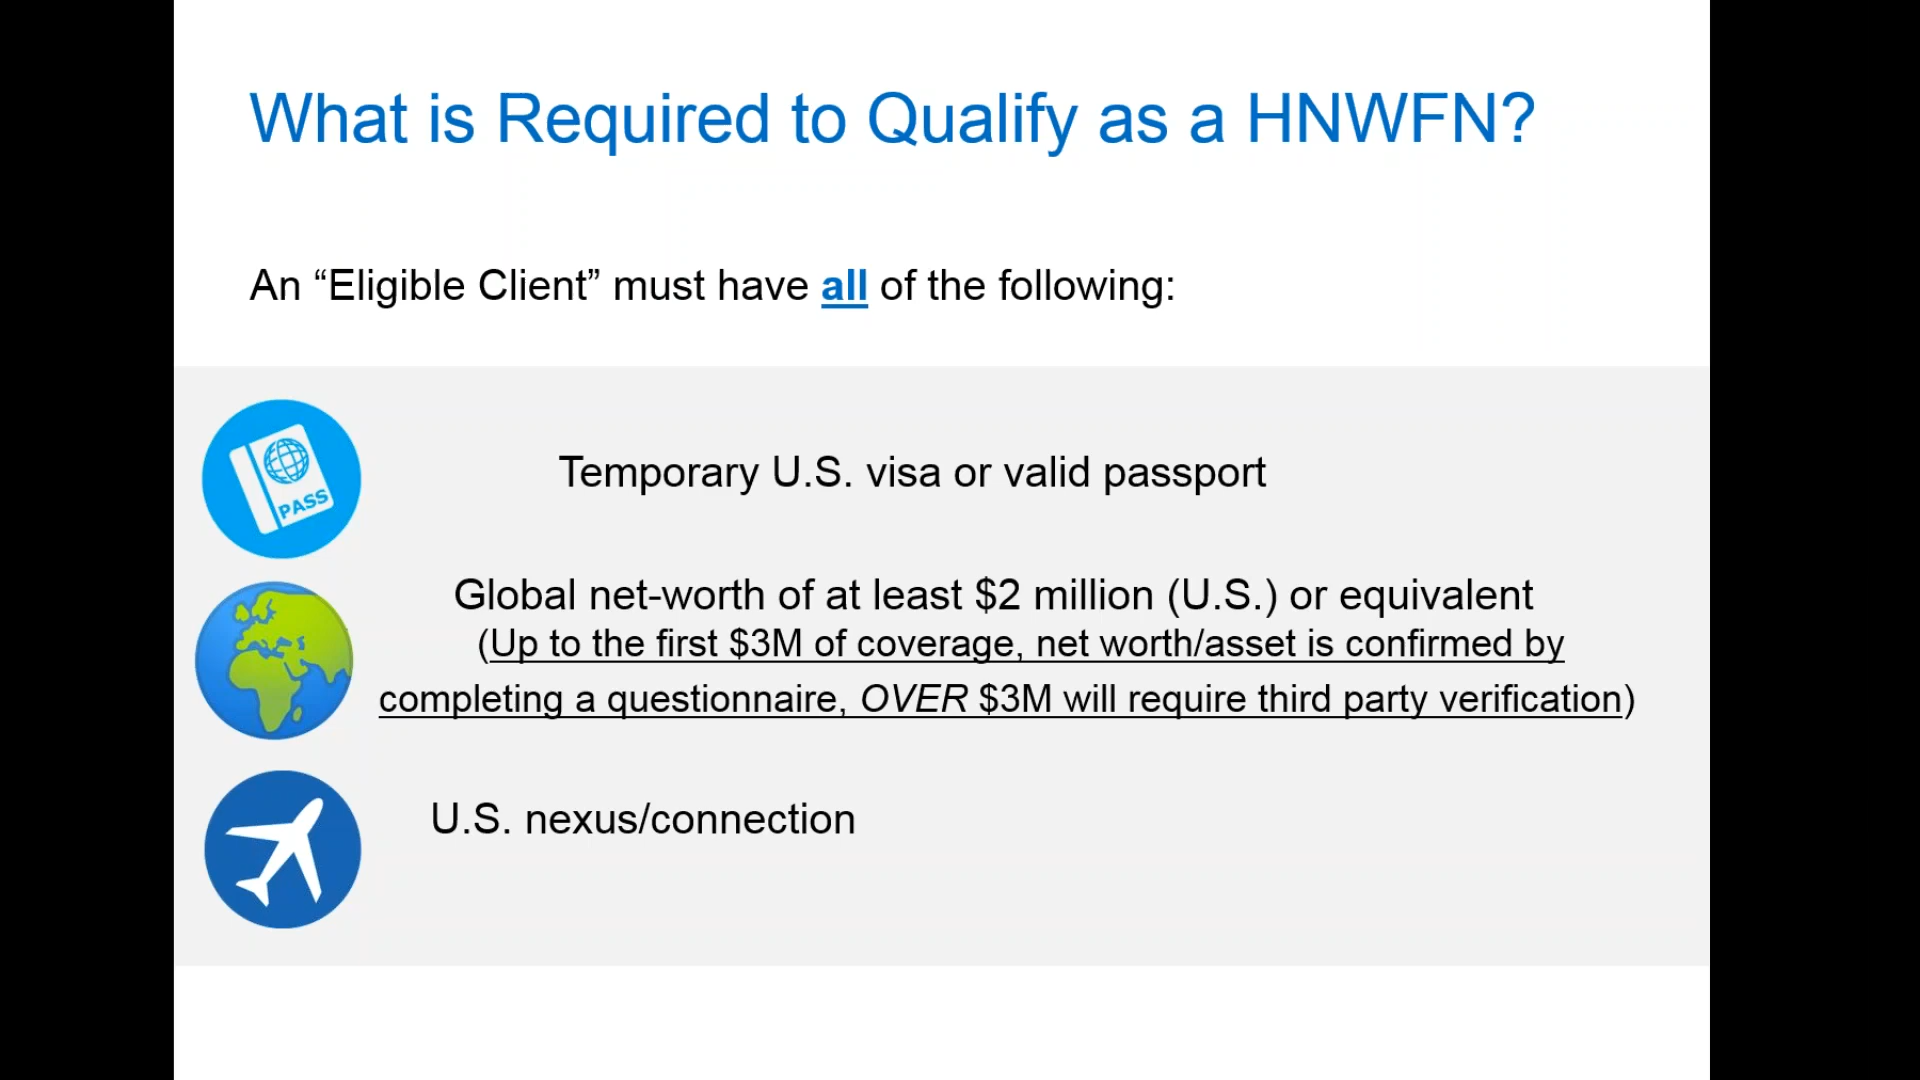 What is Required to Qualify as a HNWFN?
An “Eligible Client” must have all of the following:
PASS
Temporary U.S. visa or valid passport
Global net-worth of at least $2 million (U.S.) or equivalent
(Up to the first $3M of coverage, net worth/asset is confirmed by
completing a questionnaire, OVER $3M will require third party verification)
U.S. nexus/connection